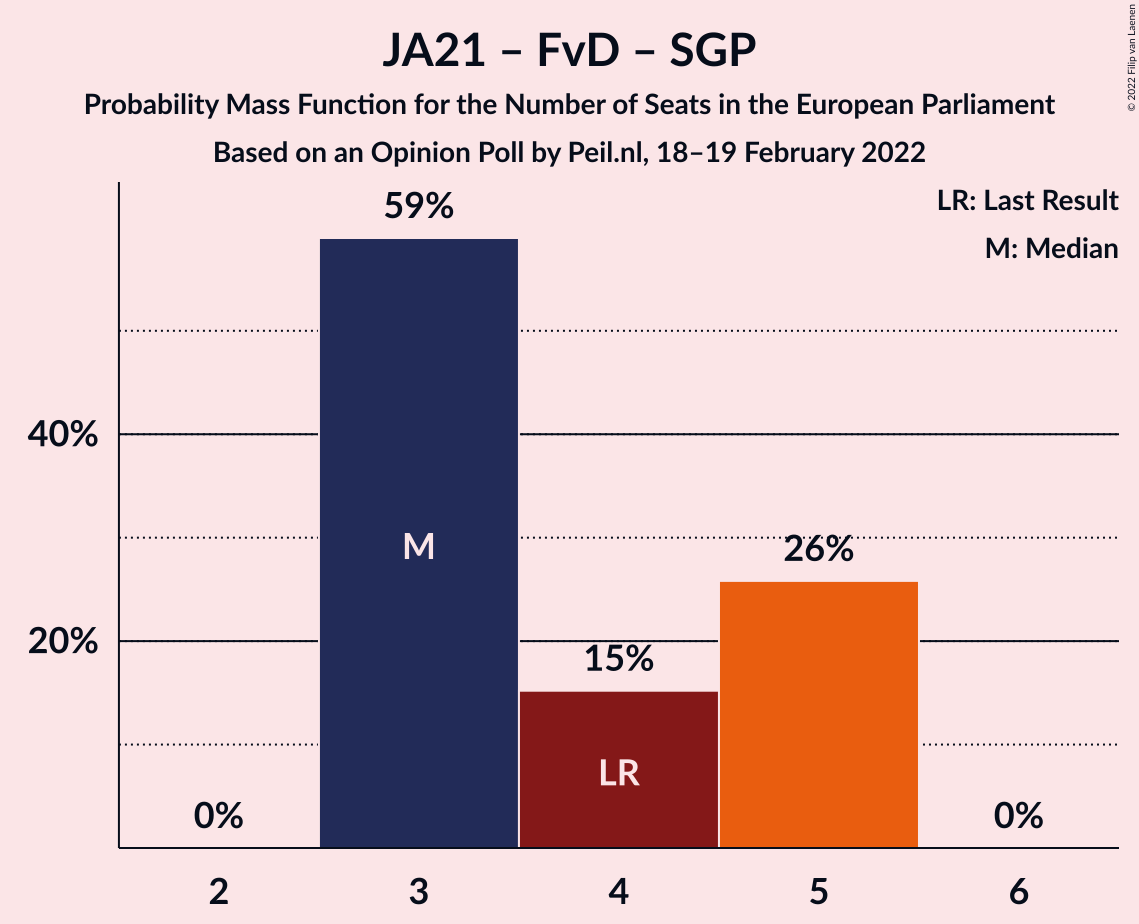 JA21 – FvD – SGP
Probability Mass Function for the Number of Seats in the European Parliament
Based on an Opinion Poll by Peil.nl, 18–19 February 2022
© 2022 Filip van Laenen
LR: Last Result
M: Median
59%
40%
M
26%
20%
15%
LR
0%
0%
2
3
4
5
6